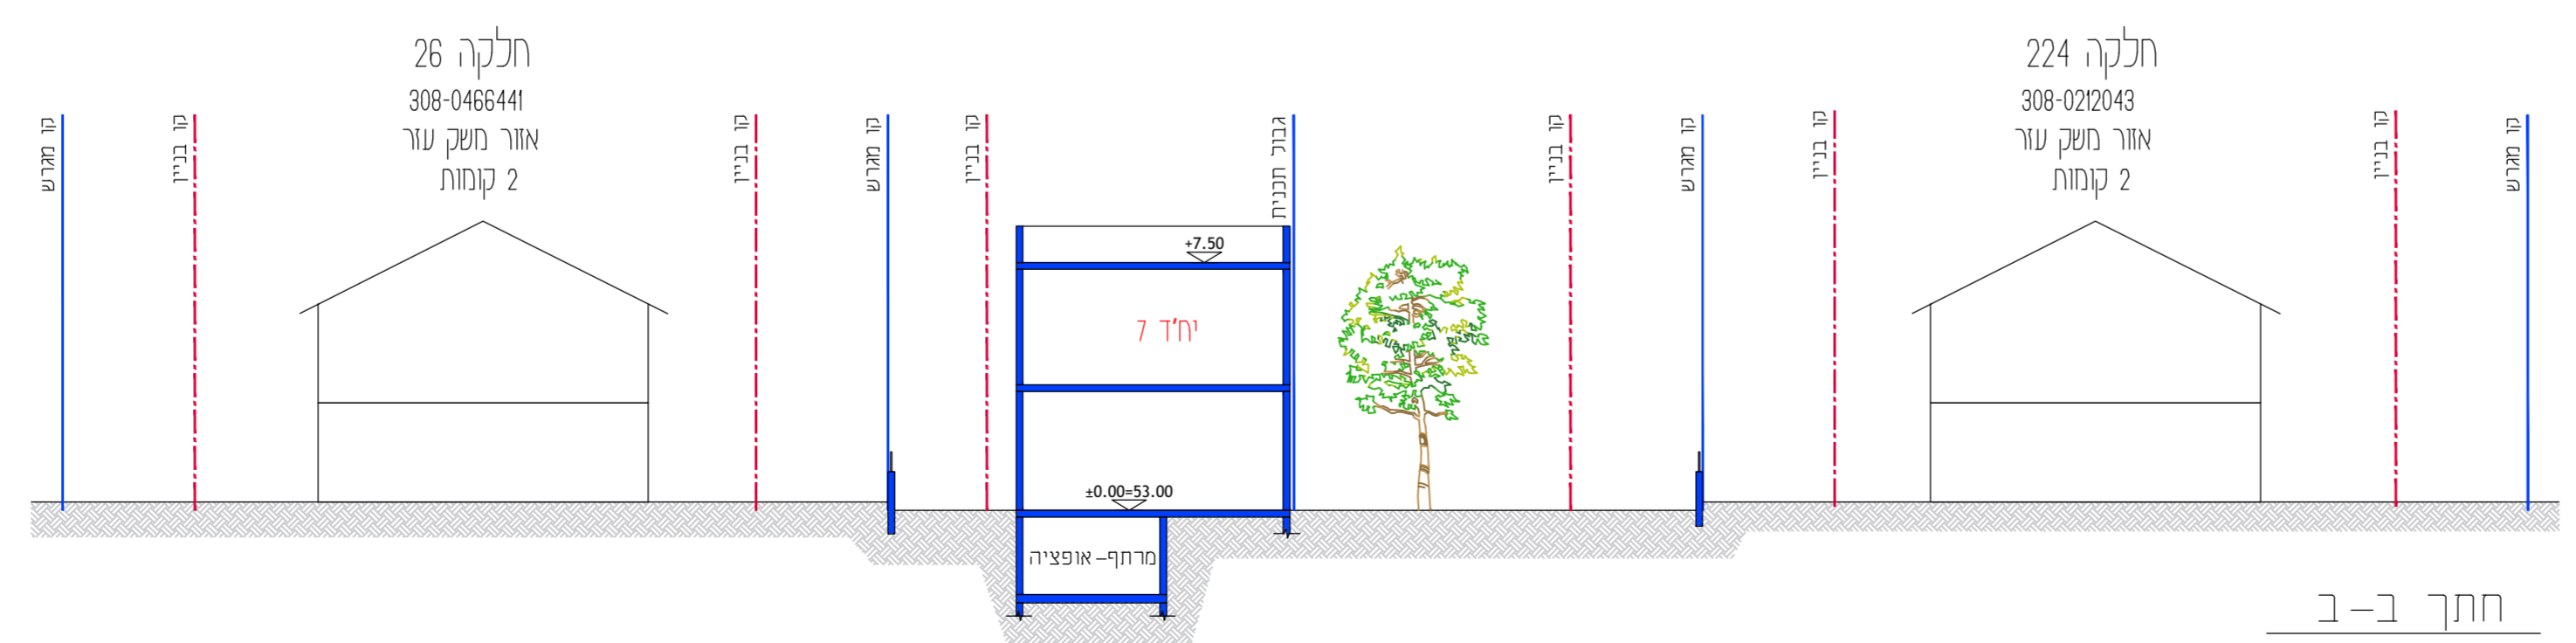 חלקה 26
308-0466441
אזור משק עזר
2 קומות
חלקה 224
308-0212043
אזור משק עזר
2 קומות
קו מגרש
קו בניין
קו בניין
קו מגרש
קו בניין
גבול תכנית
קו בניין
קו מגרש
קו בניין
קו בניין
קו מגרש
+7.50
יח'ד 7
±0.00=53.00
מרתף-אופציה
חתך ב-ב